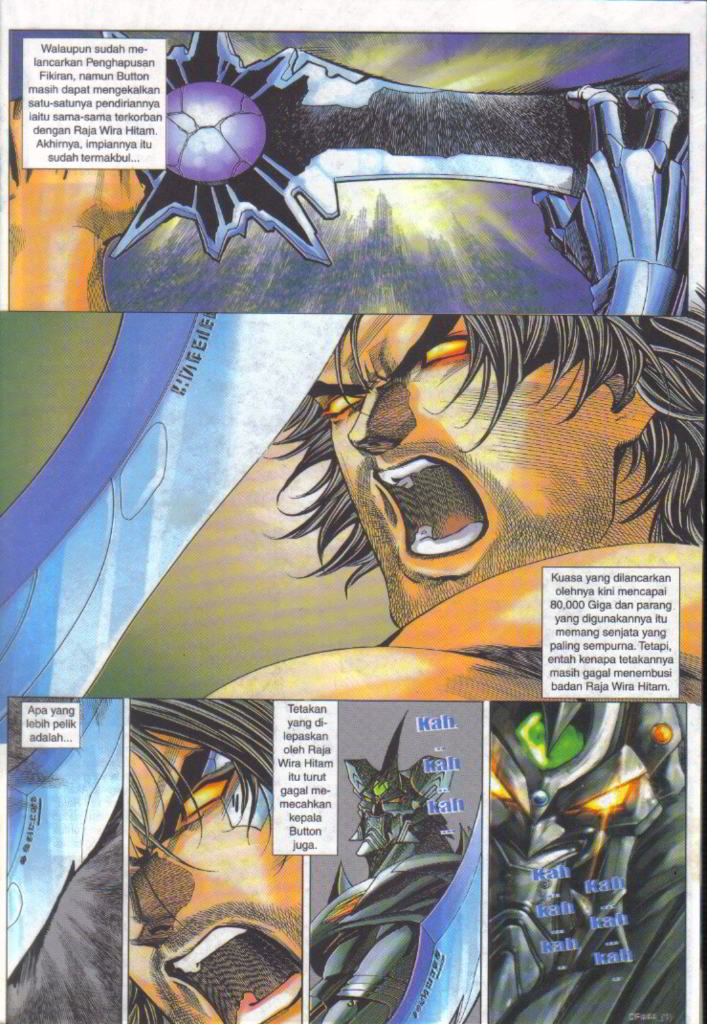 Walaupun sudah me-
lancarkan Penghapusan
Fikiran, namun Button
masih dapat mengekalkan
satu-satunya pendiriannya
iaitu sama-sama terkorban
dengan Raja Wira Hitam.
Akhirnya, impiannya itu
sudah termakbul...
Kuasa yang dilancarkan
olehnya kini mencapai
80,000 Giga dan parang
yang digunakannya itu
memang senjata yang
paling sempurna. Tetapi,
entah kenapa tetakannya
masih gagal menembusi
badan Raja Wira Hitam.
Apa yang
lebih pelik
adalah...
Tetakan
yang di-
lepaskan
oleh Raja
Wira Hitam
itu turut
gagal me-
mecahkan
kepala
Button
juga.
Kah
...
Kah
...
Kah
...
Kah
Kah
...
Kah
Kah
...
Kah
Kah
...